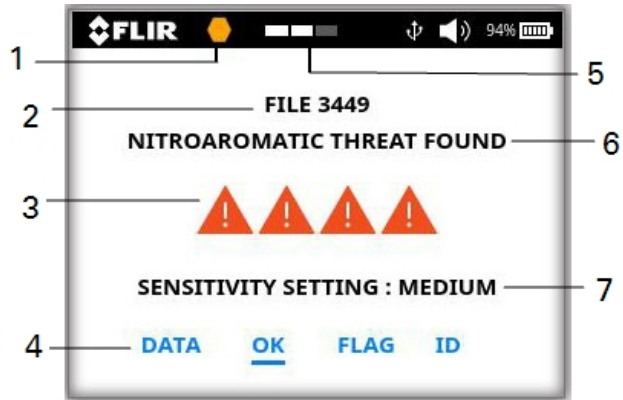 FLIR 94%
1
5
2
FILE 3449
NITROAROMATIC THREAT FOUND 6
3
SENSITIVITY SETTING : MEDIUM 7
4 DATA OK FLAG ID